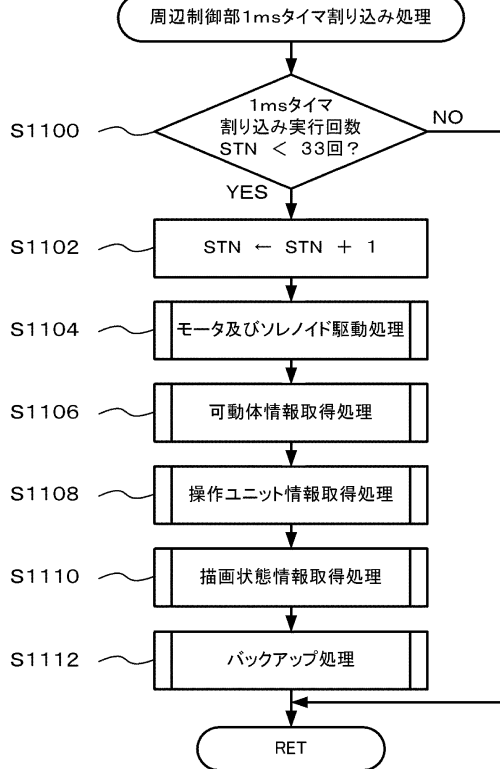 周辺制御部1msタイマ割り込み処理
S1100
1msタイマ
割り込み実行回数
STN < 33回?
NO
YES
S1102
STN ← STN + 1
S1104
モータ及びソレノイド駆動処理
S1106
可動体情報取得処理
S1108
操作ユニット情報取得処理
S1110
描画状態情報取得処理
S1112
バックアップ処理
RET